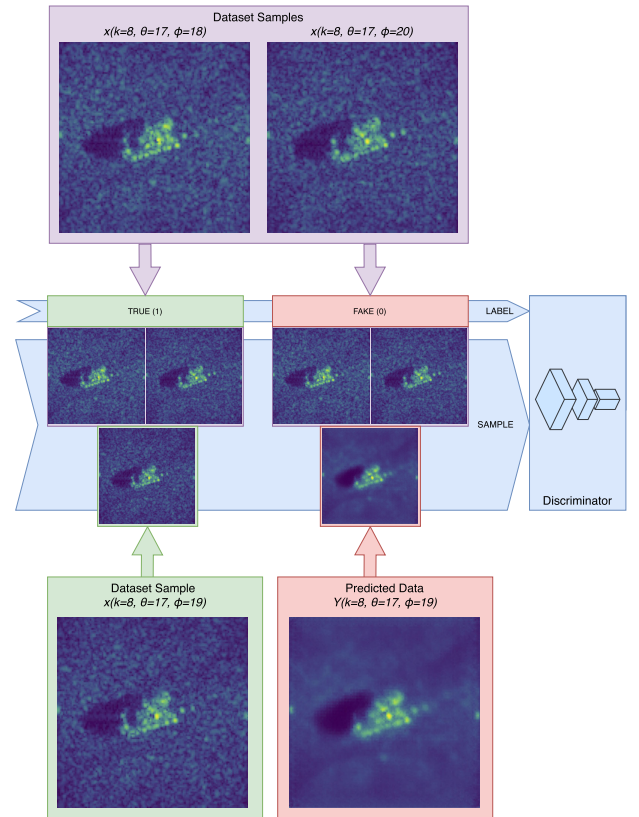 Dataset Samples
x(k=8, θ=17, ϕ=18)
x(k=8, θ=17, ϕ=20)
TRUE (1)
FAKE (0)
LABEL
SAMPLE
Discriminator
Dataset Sample
x(k=8, θ=17, ϕ=19)
Predicted Data
Y(k=8, θ=17, ϕ=19)